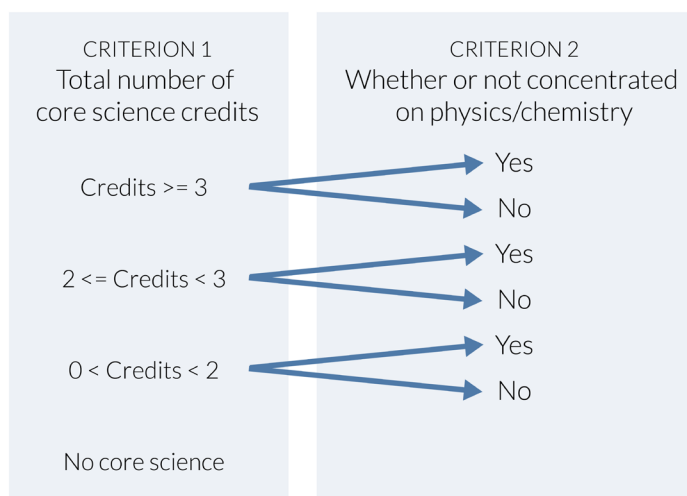 CRITERION 1
Total number of
core science credits
CRITERION 2
Whether or not concentrated
on physics/chemistry
Credits >= 3
Yes
No
2 <= Credits < 3
Yes
No
0 < Credits < 2
Yes
No
No core science